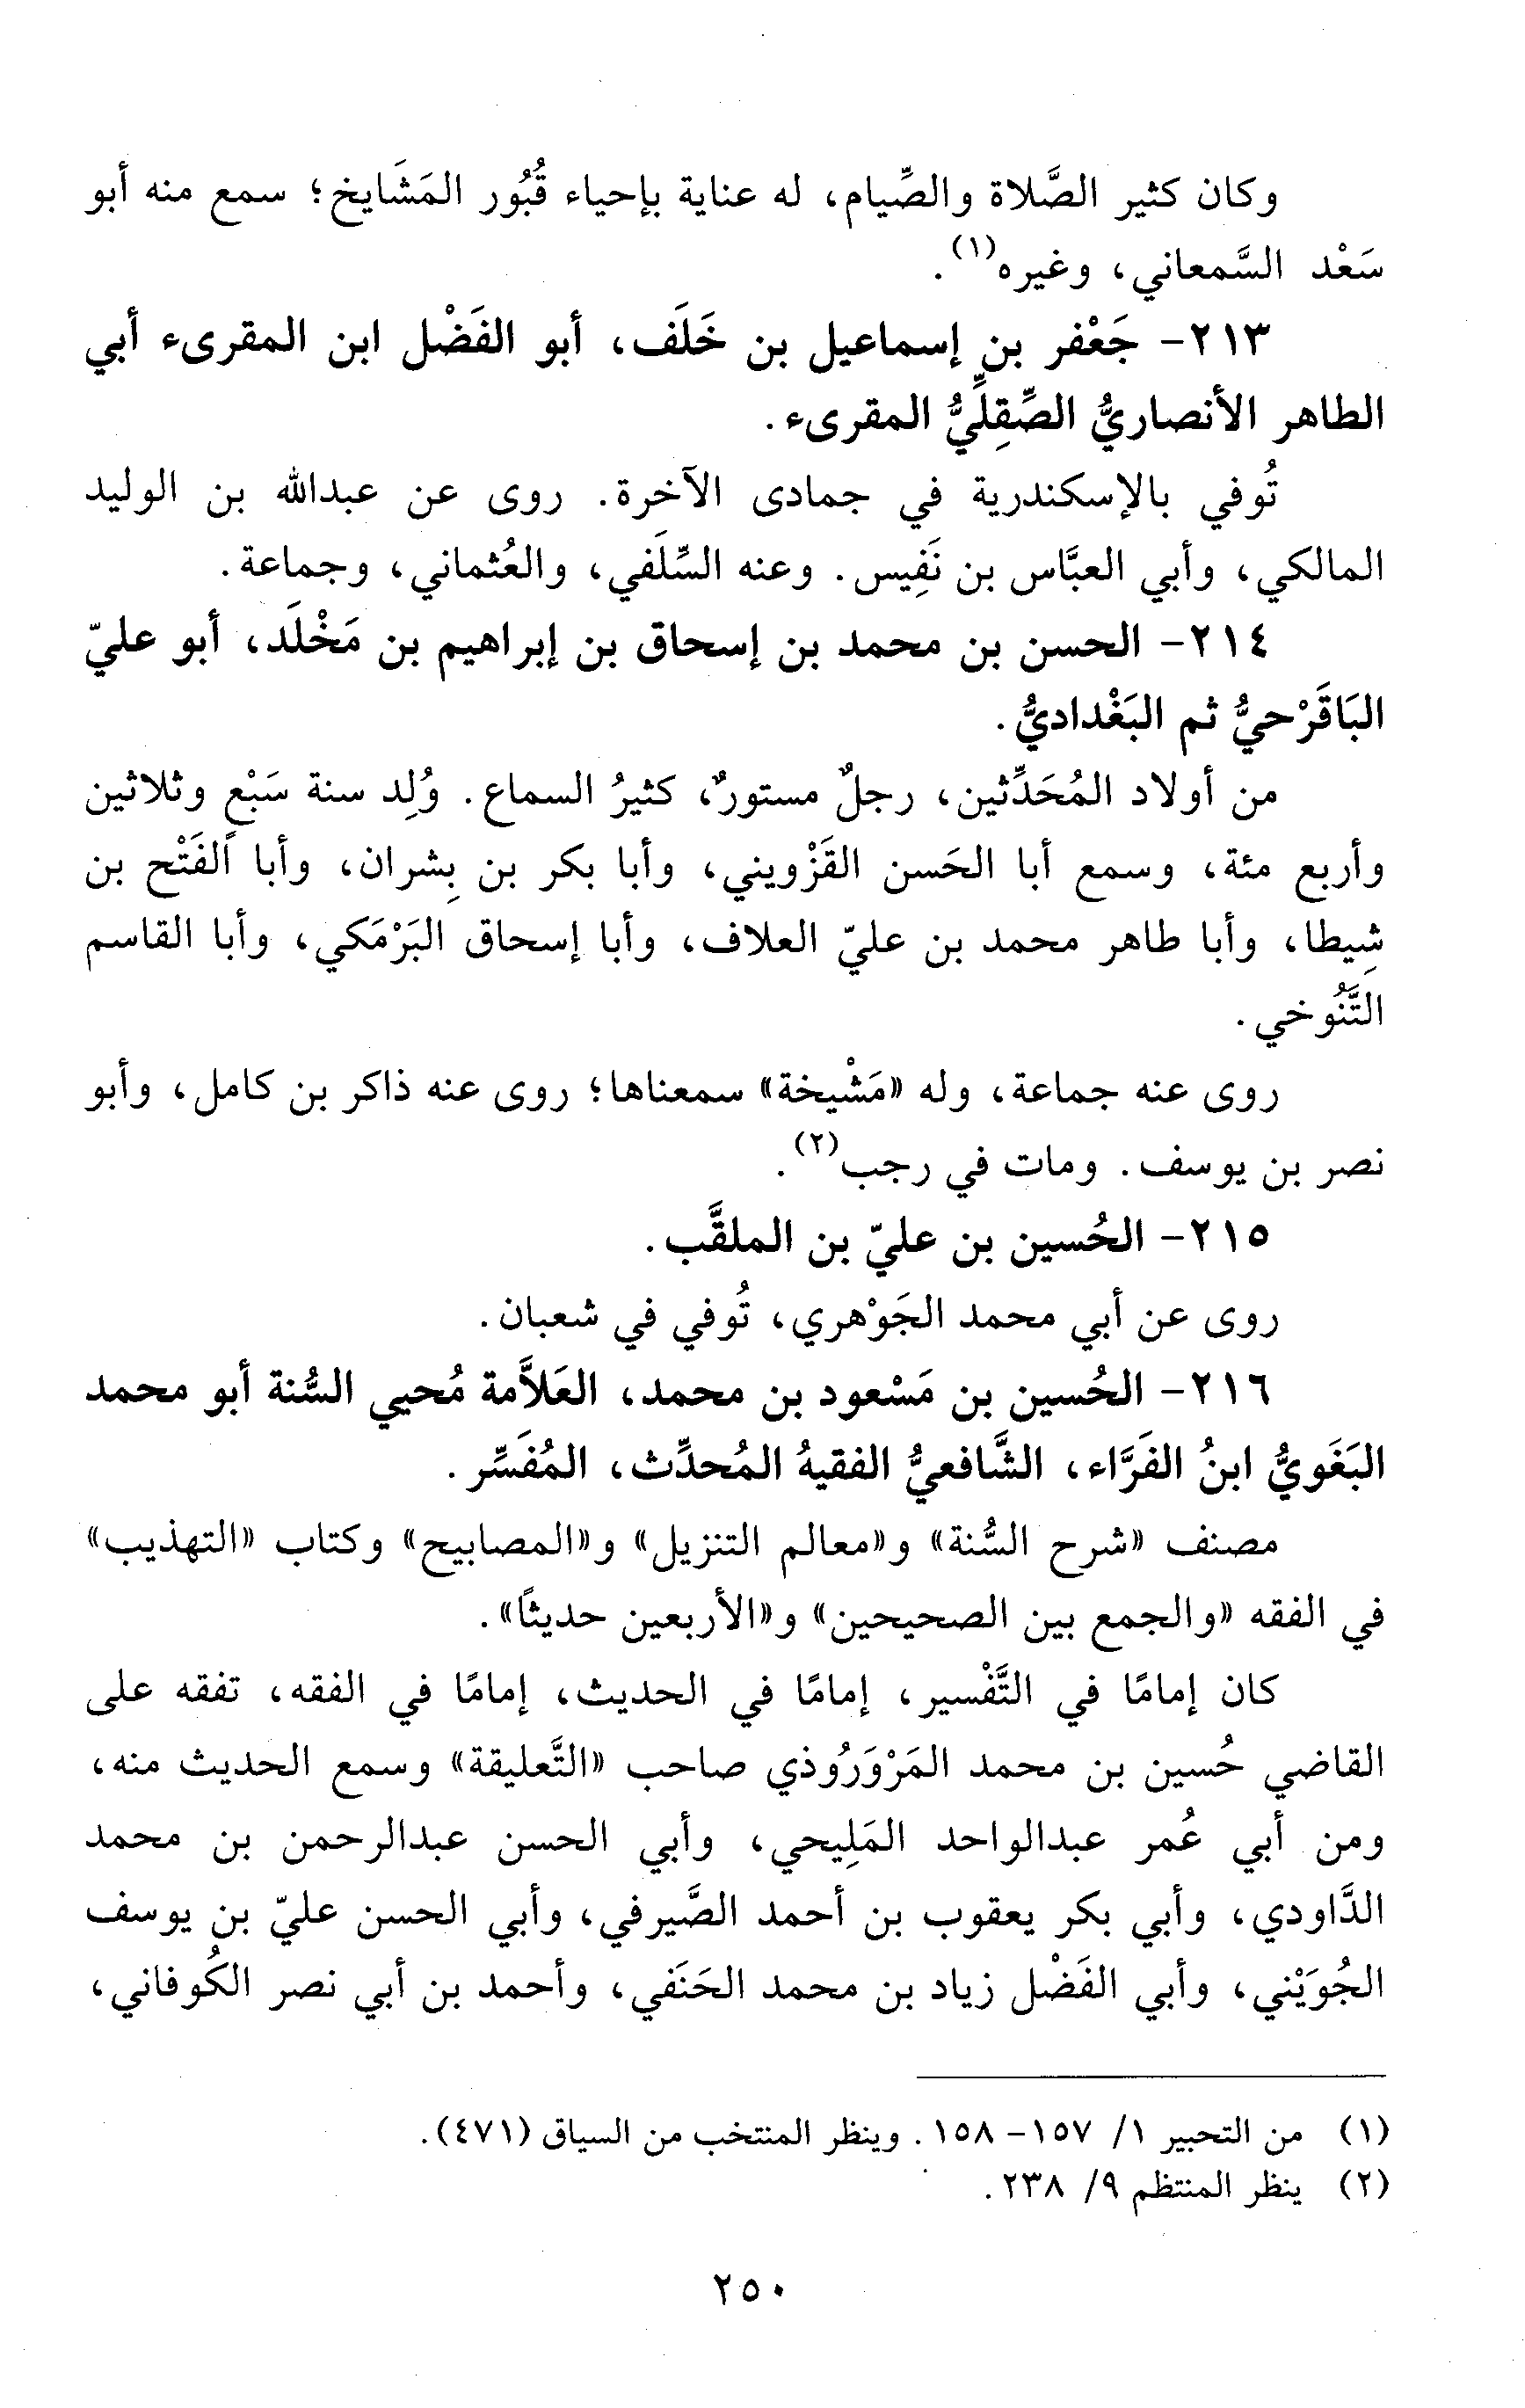 وكان كثير الصَّلاة والصِّيام، له عناية بإحياء قُبُور المَشَايخ؛ سمع منه أبو
سَعْد السَّمعاني، وغيره(١).
٢١٣- جَعْفر بن إسماعيل بن خَلَف، أبو الفَضْل ابن المقرىء أبي
الطاهر الأنصاريُّ الصِّقِلِّيُّ المقرىء.
تُوفي بالإسكندرية في جمادى الآخرة. روى عن عبدالله بن الوليد
المالكي، وأبي العبَّاس بن نَفِيس. وعنه السِّلَفي، والعُثماني، وجماعة.
٢١٤- الحسن بن محمد بن إسحاق بن إبراهيم بن مَخْلَد، أبو عليّ
البَاقَرْحيُّ ثم البَغْداديُّ.
من أولاد المُحَدِّثين، رجلٌ مستورٌ، كثيرُ السماع. وُلِد سنة سَبْعٍ وثلاثين
وأربع مئة، وسمع أبا الحَسن القَزْويني، وأبا بكر بن بِشران، وأبا الفَتْح بن
شِيطا، وأبا طاهر محمد بن عليّ العلاف، وأبا إسحاق البَرْمَكي، وأبا القاسم
التَّنُوخي.
روى عنه جماعة، وله «مَشْيخة» سمعناها؛ روى عنه ذاكر بن كامل، وأبو
نصر بن يوسف. ومات في رجب(٢).
٢١٥- الحُسين بن عليّ بن الملقَّب.
روى عن أبي محمد الجَوْهري، تُوفي في شعبان.
٢١٦- الحُسين بن مَسْعود بن محمد، العَلاَّمة مُحيي السُّنة أبو محمد
البَغَويُّ ابنُ الفَرَّاء، الشَّافعيُّ الفقيهُ المُحدِّث، المُفَسِّر.
مصنف «شرح السُّنة» و«معالم التنزيل» و«المصابيح» وكتاب «التهذيب»
في الفقه «والجمع بين الصحيحين» و«الأربعين حديثًا».
كان إمامًا في التَّفْسير، إمامًا في الحديث، إمامًا في الفقه، تفقه على
القاضي حُسين بن محمد المَرْوَرُوذي صاحب «التَّعليقة» وسمع الحديث منه،
ومن أبي عُمر عبدالواحد المَلِيحي، وأبي الحسن عبدالرحمن بن محمد
الدَّاودي، وأبي بكر يعقوب بن أحمد الصَّيرفي، وأبي الحسن عليّ بن يوسف
الجُوَيْني، وأبي الفَضْل زياد بن محمد الحَنَفي، وأحمد بن أبي نصر الكُوفاني،
(١) من التحبير ١/ ١٥٧- ١٥٨. وينظر المنتخب من السياق (٤٧١).
(٢) ينظر المنتظم ٩/ ٢٣٨.
٢٥٠